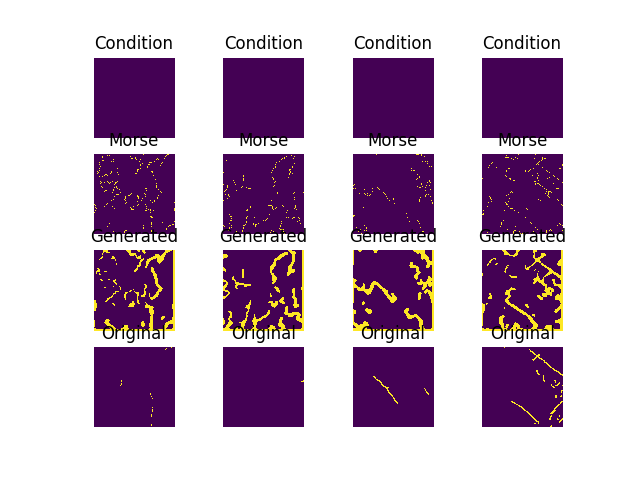 Condition Condition Condition Condition
Morse Morse Morse Morse
Generated Generated Generated Generated
Original Original Original Original